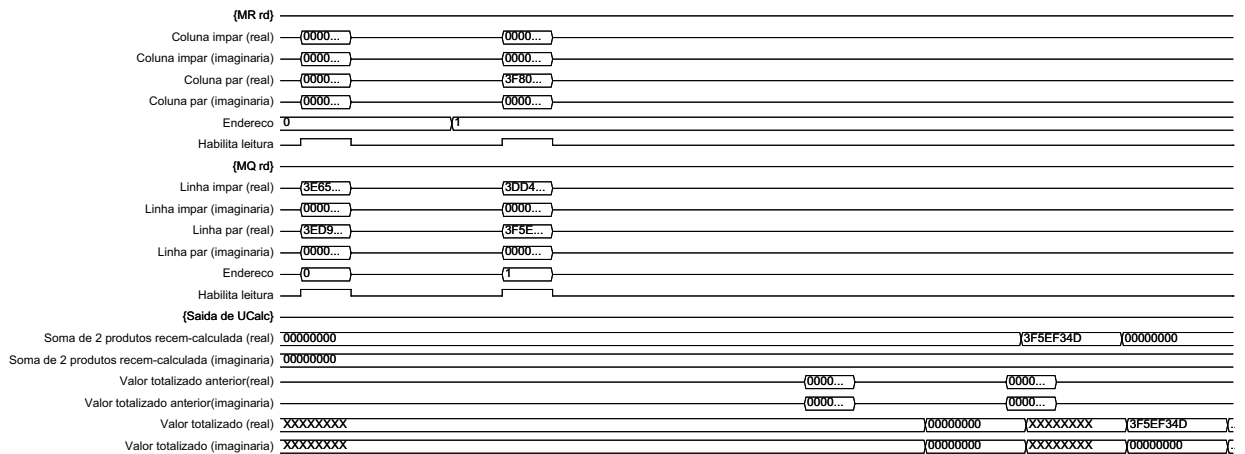 {MR rd}
Coluna impar (real) 0000... 0000...
Coluna impar (imaginaria) 0000... 0000...
Coluna par (real) 0000... 3F80...
Coluna par (imaginaria) 0000... 0000...
Endereco 0 1
Habilita leitura
{MQ rd}
Linha impar (real) 3E65... 3DD4...
Linha impar (imaginaria) 0000... 0000...
Linha par (real) 3ED9... 3F5E...
Linha par (imaginaria) 0000... 0000...
Endereco 0 1
Habilita leitura
{Saida de UCalc}
Soma de 2 produtos recem-calculada (real) 00000000 3F5EF34D 00000000
Soma de 2 produtos recem-calculada (imaginaria) 00000000
Valor totalizado anterior(real) 0000... 0000...
Valor totalizado anterior(imaginaria) 0000... 0000...
Valor totalizado (real) XXXXXXXX 00000000 XXXXXXXX 3F5EF34D ..
Valor totalizado (imaginaria) XXXXXXXX 00000000 XXXXXXXX 00000000 ..